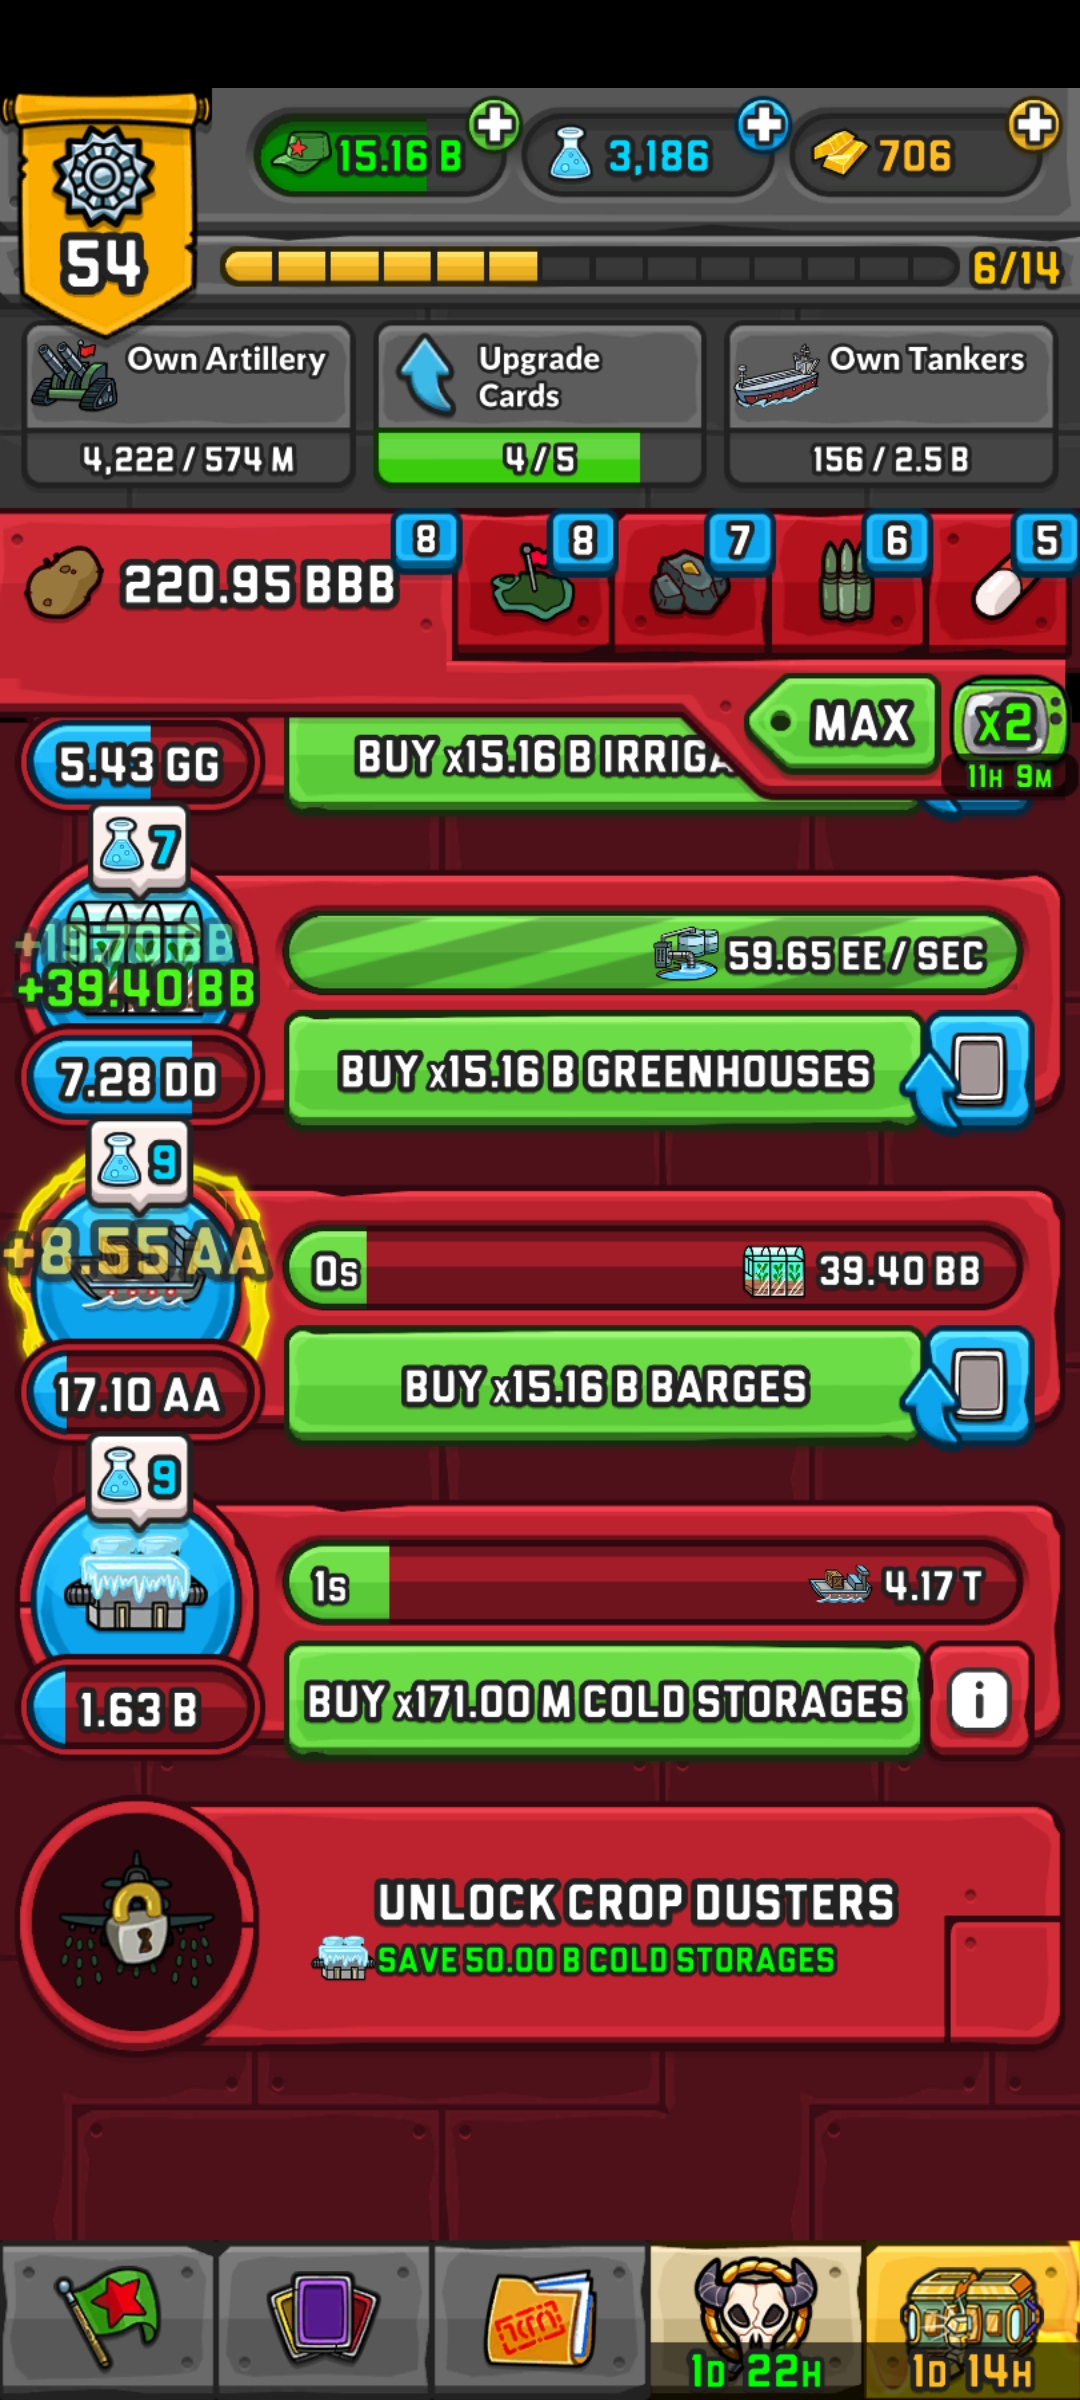 15.16 B
3,186
706
54
6/14
Own Artillery
4,222 / 574 M
Upgrade
Cards
4 / 5
Own Tankers
156 / 2.5 B
220.95 BBB
8
8
7
6
5
MAX
x2
11H 9M
5.43 GG
BUY x15.16 B IRRIGA
7
+19.70 BB
+39.40 BB
59.65 EE / SEC
7.28 DD
BUY x15.16 B GREENHOUSES
9
+8.55 AA
0s
39.40 BB
17.10 AA
BUY x15.16 B BARGES
9
1s
4.17 T
1.63 B
BUY x171.00 M COLD STORAGES
UNLOCK CROP DUSTERS
SAVE 50.00 B COLD STORAGES
1D 22H
1D 14H